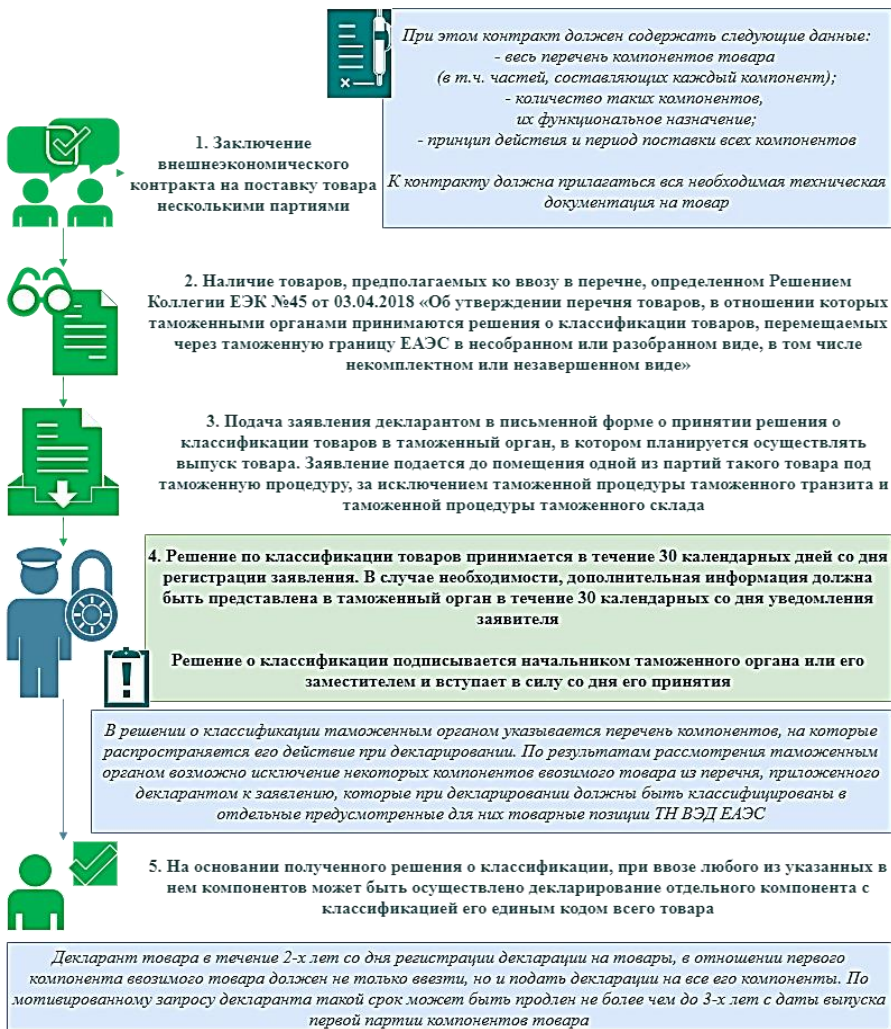 При этом контракт должен содержать следующие данные:
- весь перечень компонентов товара
(в т.ч. частей, составляющих каждый компонент);
- количество таких компонентов,
их функциональное назначение;
- принцип действия и период поставки всех компонентов
К контракту должна прилагаться вся необходимая техническая
документация на товар
1. Заключение
внешнеэкономического
контракта на поставку товара
несколькими партиями
2. Наличие товаров, предполагаемых ко ввозу в перечне, определенном Решением
Коллегии ЕЭК №45 от 03.04.2018 «Об утверждении перечня товаров, в отношении которых
таможенными органами принимаются решения о классификации товаров, перемещаемых
через таможенную границу ЕАЭС в несобранном или разобранном виде, в том числе
некомплектном или незавершенном виде»
3. Подача заявления декларантом в письменной форме о принятии решения о
классификации товаров в таможенный орган, в котором планируется осуществлять
выпуск товара. Заявление подается до помещения одной из партий такого товара под
таможенную процедуру, за исключением таможенной процедуры таможенного транзита и
таможенной процедуры таможенного склада
4. Решение по классификации товаров принимается в течение 30 календарных дней со дня
регистрации заявления. В случае необходимости, дополнительная информация должна
быть представлена в таможенный орган в течение 30 календарных со дня уведомления
заявителя
Решение о классификации подписывается начальником таможенного органа или его
заместителем и вступает в силу со дня его принятия
В решении о классификации таможенным органом указывается перечень компонентов, на которые
распространяется его действие при декларировании. По результатам рассмотрения таможенным
органом возможно исключение некоторых компонентов ввозимого товара из перечня, приложенного
декларантом к заявлению, которые при декларировании должны быть классифицированы в
отдельные предусмотренные для них товарные позиции ТН ВЭД ЕАЭС
5. На основании полученного решения о классификации, при ввозе любого из указанных
в нем компонентов может быть осуществлено декларирование отдельного компонента с
классификацией его единым кодом всего товара
Декларант товара в течение 2-х лет со дня регистрации декларации на товары, в отношении первого
компонента ввозимого товара должен не только ввезти, но и подать декларации на все его компоненты. По
мотивированному запросу декларанта такой срок может быть продлен не более чем до 3-х лет с даты выпуска
первой партии компонентов товара